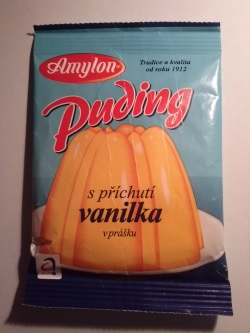 Amylon
Tradice a kvalita
od roku 1912
Puding
s příchutí
vanilka
v prášku
a